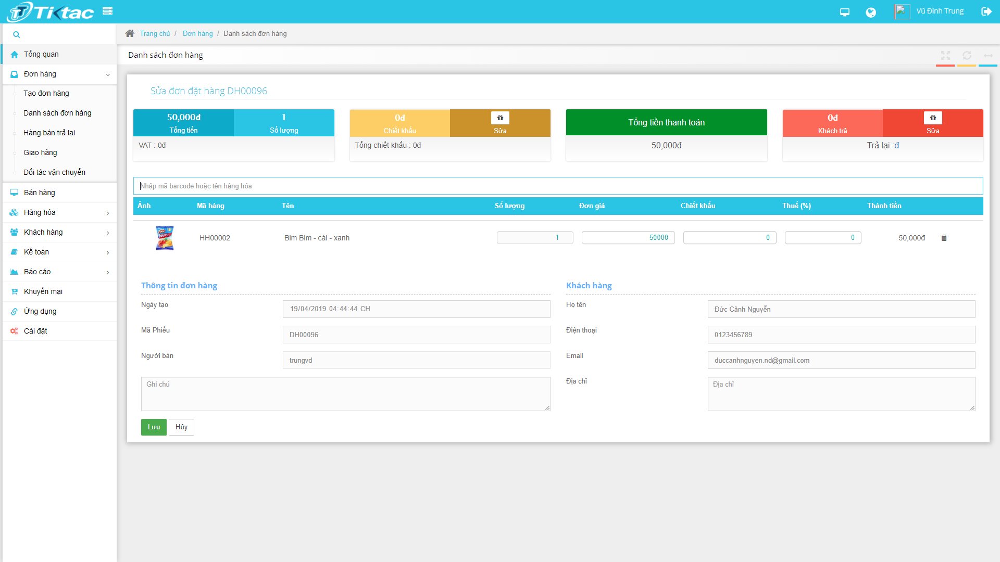 Tiktac
Vũ Đình Trung
Trang chủ / Đơn hàng / Danh sách đơn hàng
Tổng quan
Đơn hàng
Tạo đơn hàng
Danh sách đơn hàng
Hàng bán trả lại
Giao hàng
Đối tác vận chuyển
Bán hàng
Hàng hóa
Khách hàng
Kế toán
Báo cáo
Khuyến mại
Ứng dụng
Cài đặt
Danh sách đơn hàng
Sửa đơn đặt hàng DH00096
50,000đ
Tổng tiền
1
Số lượng
VAT : 0đ
0đ
Chiết khấu
Sửa
Tổng chiết khấu : 0đ
Tổng tiền thanh toán
50,000đ
0đ
Khách trả
Sửa
Trả lại :đ
Nhập mã barcode hoặc tên hàng hóa
Ảnh Mã hàng Tên Số lượng Đơn giá Chiết khấu Thuế (%) Thành tiền
HH00002 Bim Bim - cái - xanh 1 50000 0 0 50,000đ
Thông tin đơn hàng
Ngày tạo 19/04/2019 04:44:44 CH
Mã Phiếu DH00096
Người bán trungvd
Ghi chú
Khách hàng
Họ tên Đức Cảnh Nguyễn
Điện thoại 0123456789
Email duccanhnguyen.nd@gmail.com
Địa chỉ Địa chỉ
Lưu Hủy